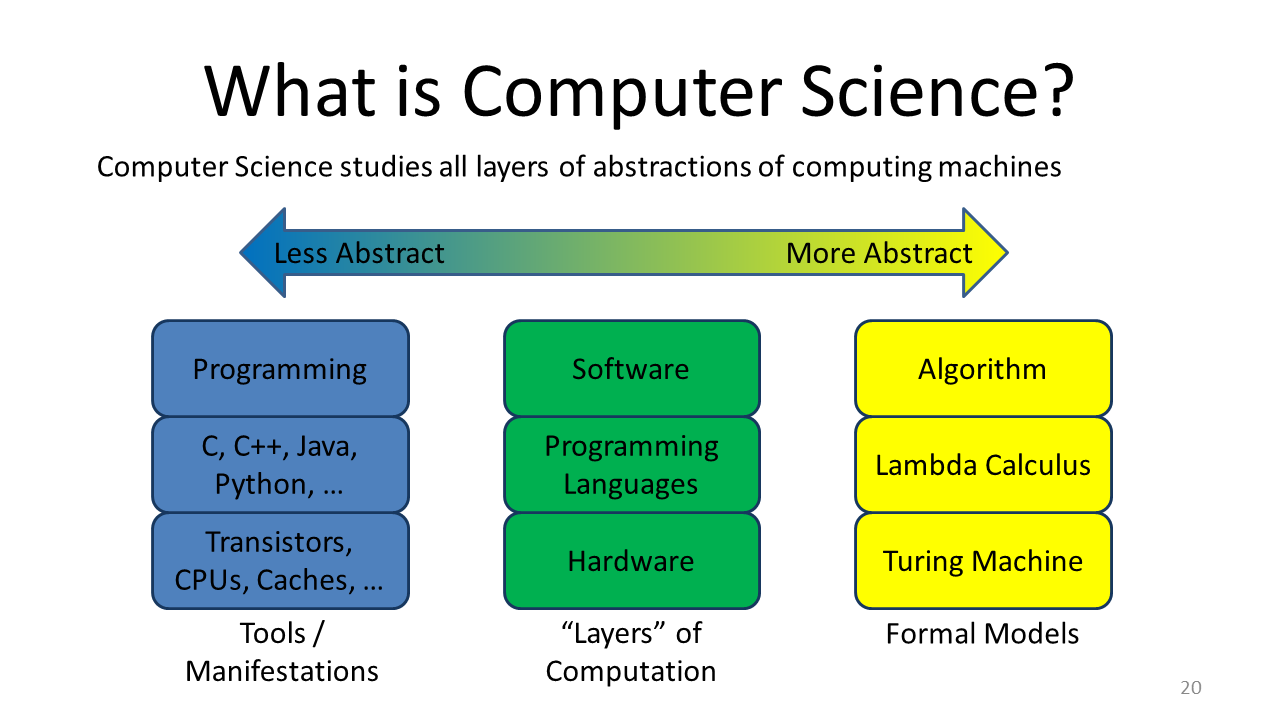 What is Computer Science?
Computer Science studies all layers of abstractions of computing machines
Less Abstract
More Abstract
Programming
C, C++, Java,
Python, …
Transistors,
CPUs, Caches, …
Tools /
Manifestations
Software
Programming
Languages
Hardware
“Layers” of
Computation
Algorithm
Lambda Calculus
Turing Machine
Formal Models
20